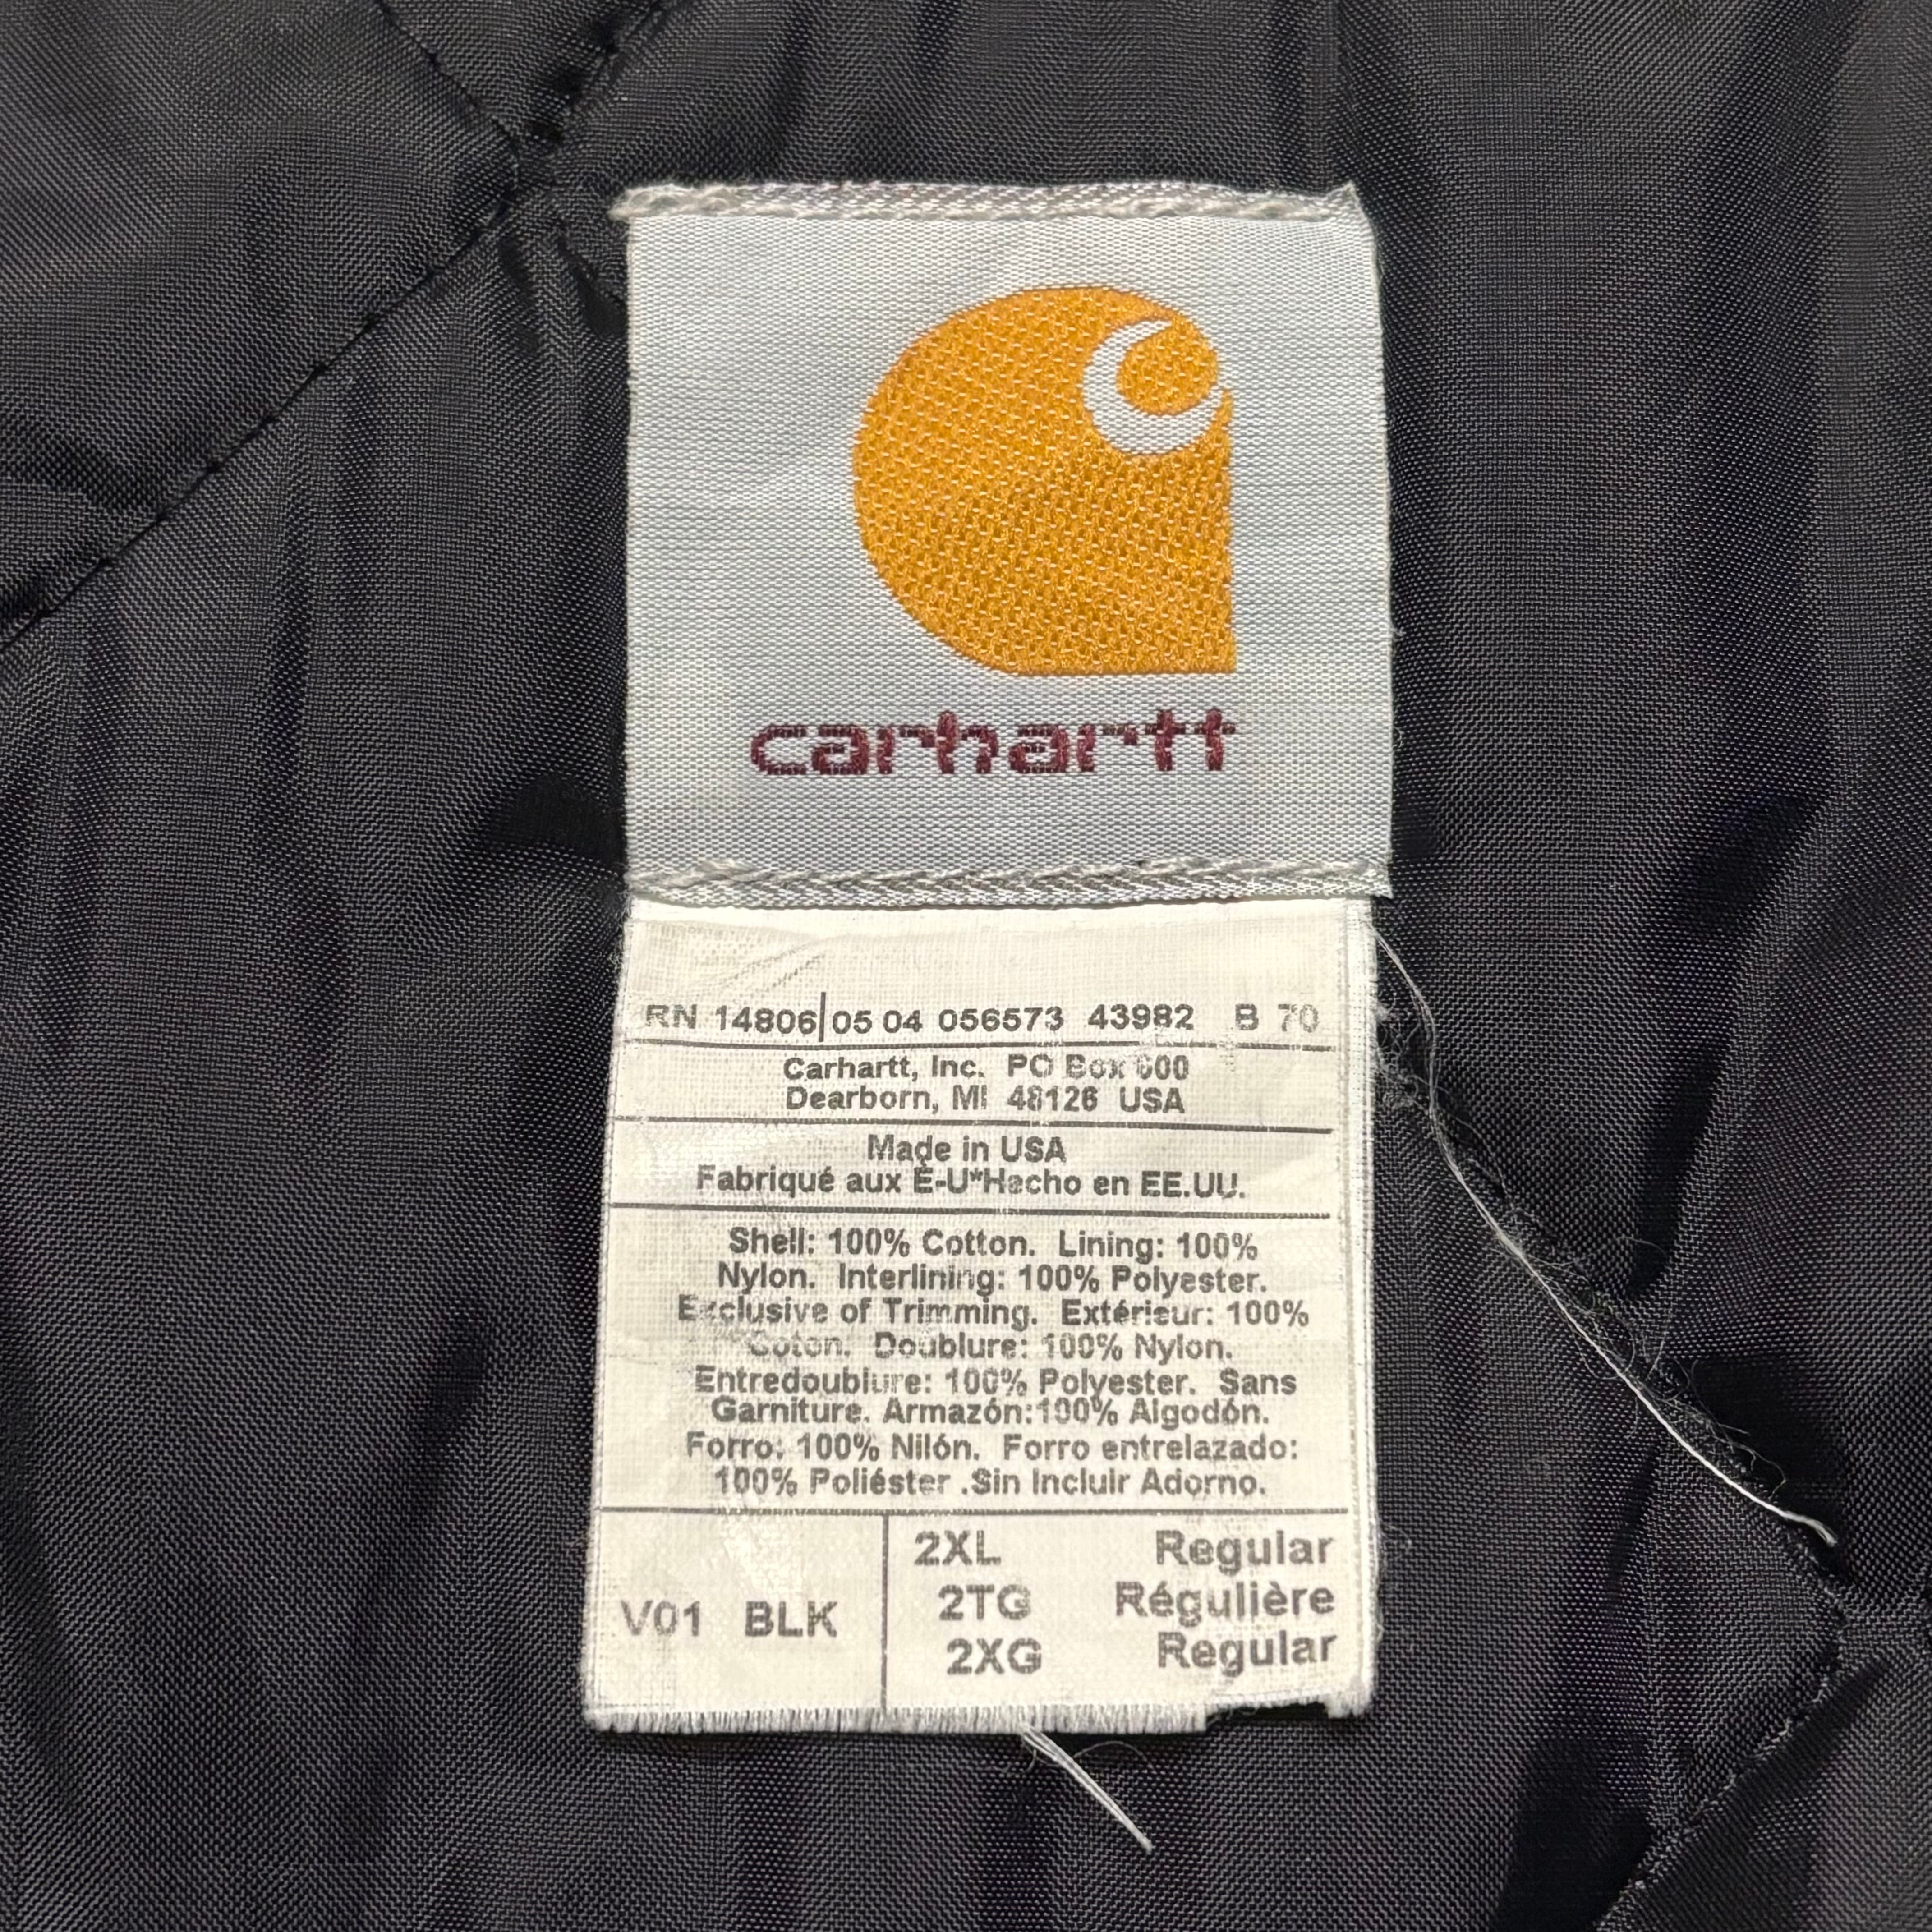 carhartt
RN 14806 05 04 056573 43982 B 70
Carhartt, Inc. PO Box 600
Dearborn, MI 48126 USA
Made in USA
Fabriqué aux É-U*Hecho en EE.UU.
Shell: 100% Cotton. Lining: 100%
Nylon. Interlining: 100% Polyester.
Exclusive of Trimming. Extérieur: 100%
Coton. Doublure: 100% Nylon.
Entredoublure: 100% Polyester. Sans
Garniture. Armazón:100% Algodón.
Forro: 100% Nilón. Forro entrelazado:
100% Poliéster .Sin Incluir Adorno.
V01 BLK
2XL Regular
2TG Régulière
2XG Regular